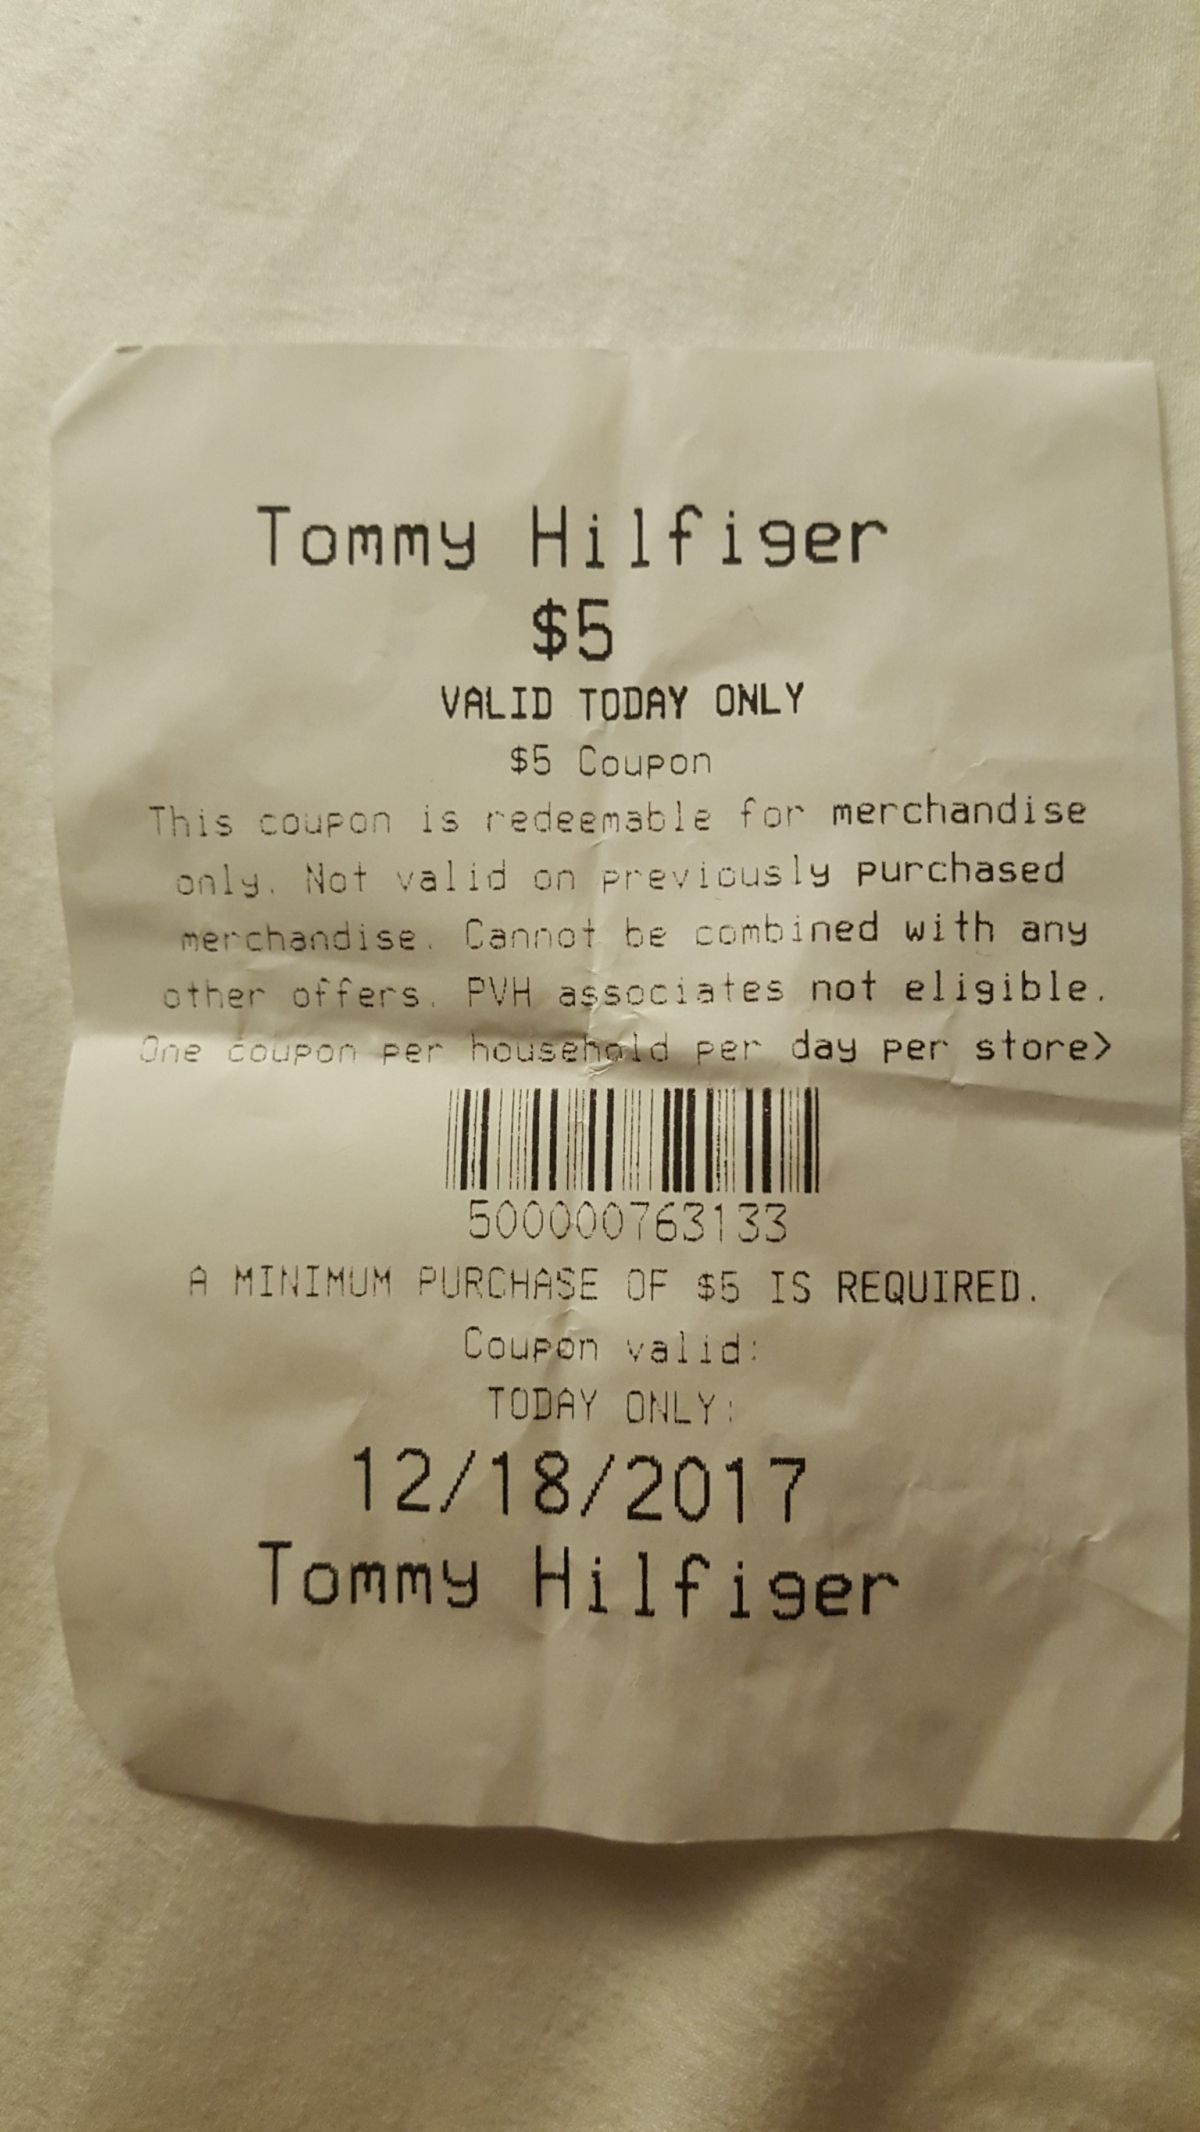 Tommy Hilfiger
$5
VALID TODAY ONLY
$5 Coupon
This coupon is redeemable for merchandise
only. Not valid on previously purchased
merchandise. Cannot be combined with any
other offers. PVH associates not eligible.
One coupon per household per day per store>
500000763133
A MINIMUM PURCHASE OF $5 IS REQUIRED.
Coupon valid:
TODAY ONLY:
12/18/2017
Tommy Hilfiger